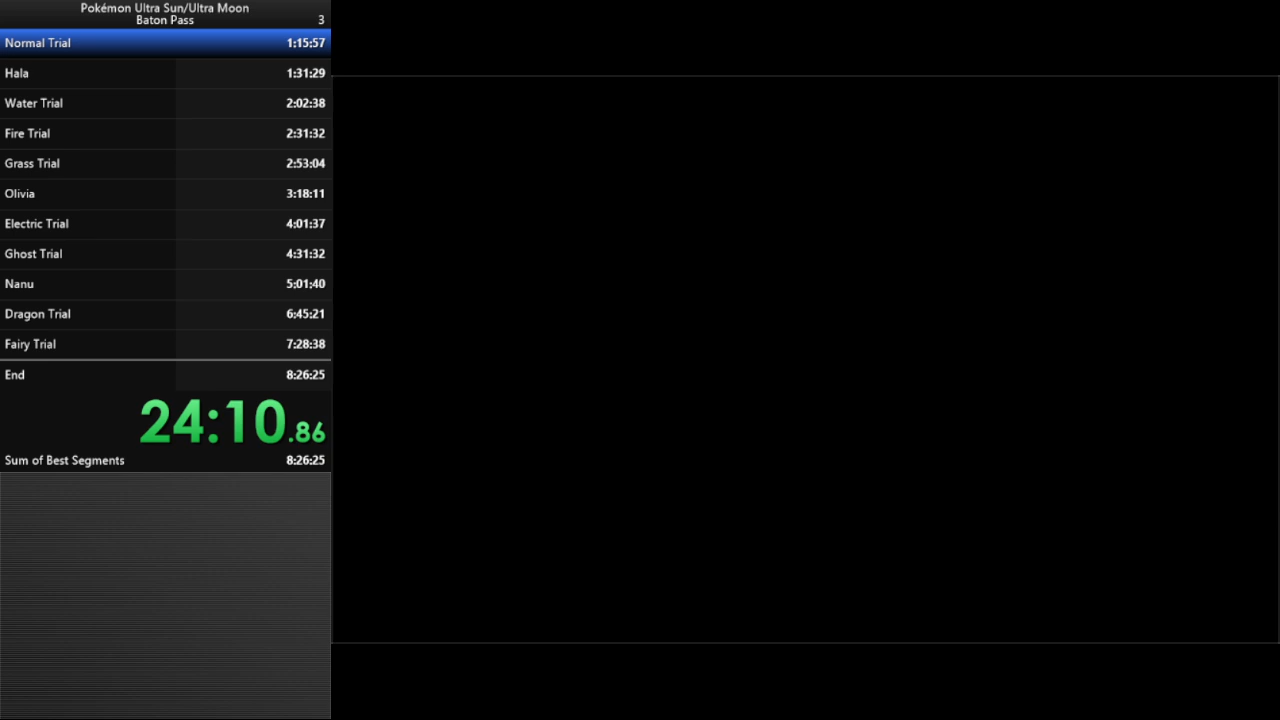 Pokémon Ultra Sun/Ultra Moon
Baton Pass 3
Normal Trial 1:15:57
Hala 1:31:29
Water Trial 2:02:38
Fire Trial 2:31:32
Grass Trial 2:53:04
Olivia 3:18:11
Electric Trial 4:01:37
Ghost Trial 4:31:32
Nanu 5:01:40
Dragon Trial 6:45:21
Fairy Trial 7:28:38
End 8:26:25
24:10.86
Sum of Best Segments 8:26:25